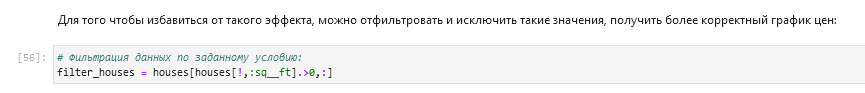 Для того чтобы избавиться от такого эффекта, можно отфильтровать и исключить такие значения, получить более корректный график цен:
[56]: # Фильтрация данных по заданному условию:
filter_houses = houses[houses[!,:sq__ft].>0,:]